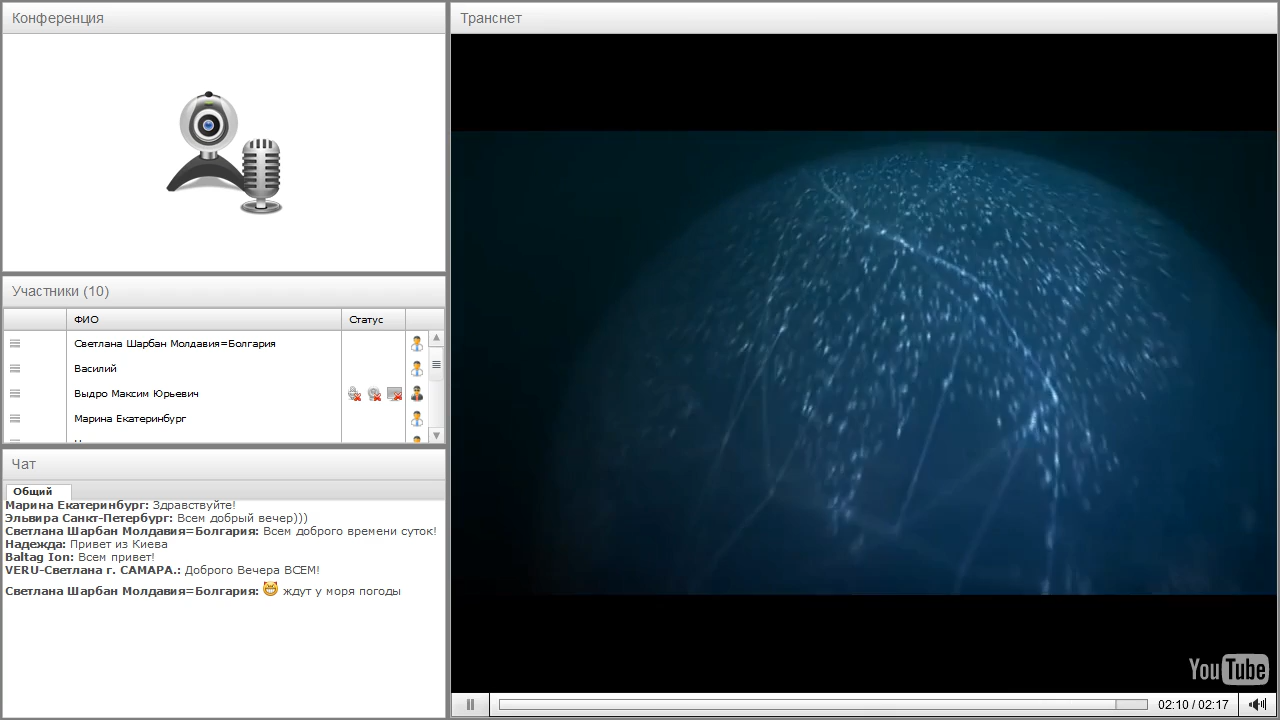 Конференция
Транснет
Участники (10)
ФИО
Статус
Светлана Шарбан Молдавия=Болгария
Василий
Выдро Максим Юрьевич
Марина Екатеринбург
Чат
Общий
Марина Екатеринбург: Здравствуйте!
Эльвира Санкт-Петербург: Всем добрый вечер)))
Светлана Шарбан Молдавия=Болгария: Всем доброго времени суток!
Надежда: Привет из Киева
Baltag Ion: Всем привет!
VERU-Светлана г. САМАРА.: Доброго Вечера ВСЕМ!
Светлана Шарбан Молдавия=Болгария: ждут у моря погоды
YouTube
02:10 / 02:17